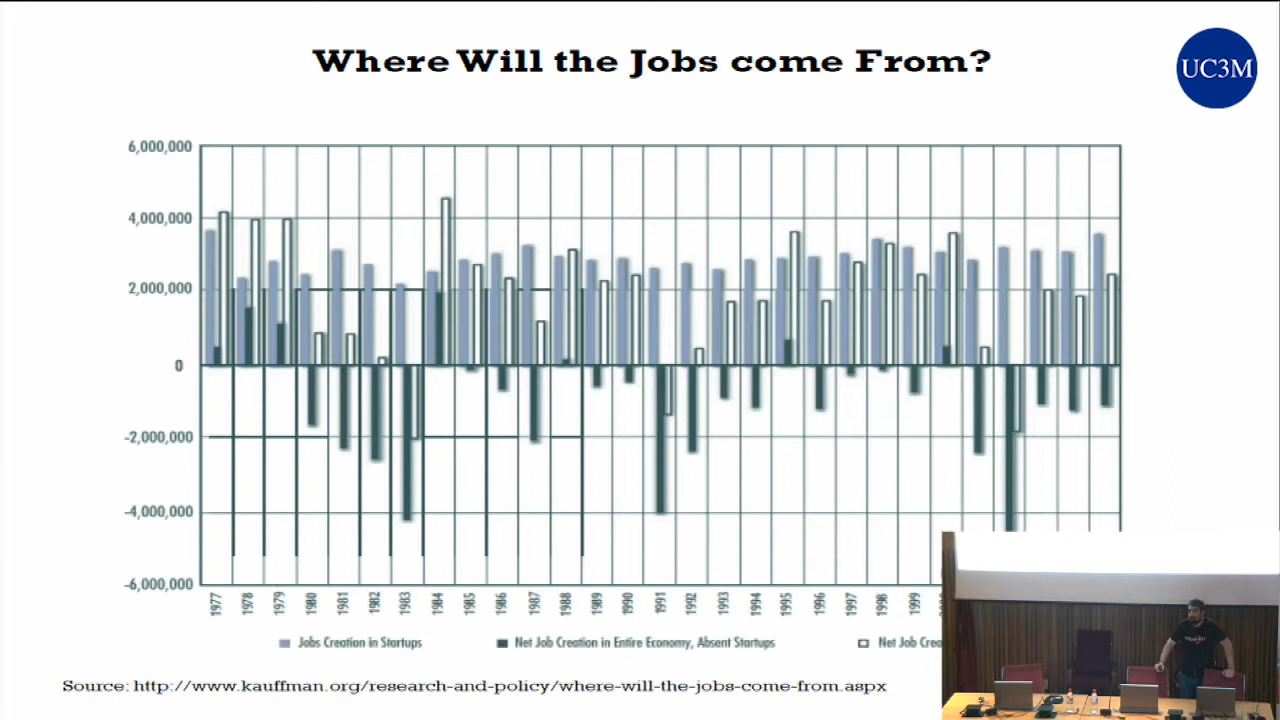 Where Will the Jobs come From?
UC3M
6,000,000
4,000,000
2,000,000
0
-2,000,000
-4,000,000
-6,000,000
1977 1978 1979 1980 1981 1982 1983 1984 1985 1986 1987 1988 1989 1990 1991 1992 1993 1994 1995 1996 1997 1998 1999
Jobs Creation in Startups Net Job Creation in Entire Economy, Absent Startups Net Job
Source: http://www.kauffman.org/research-and-policy/where-will-the-jobs-come-from.aspx